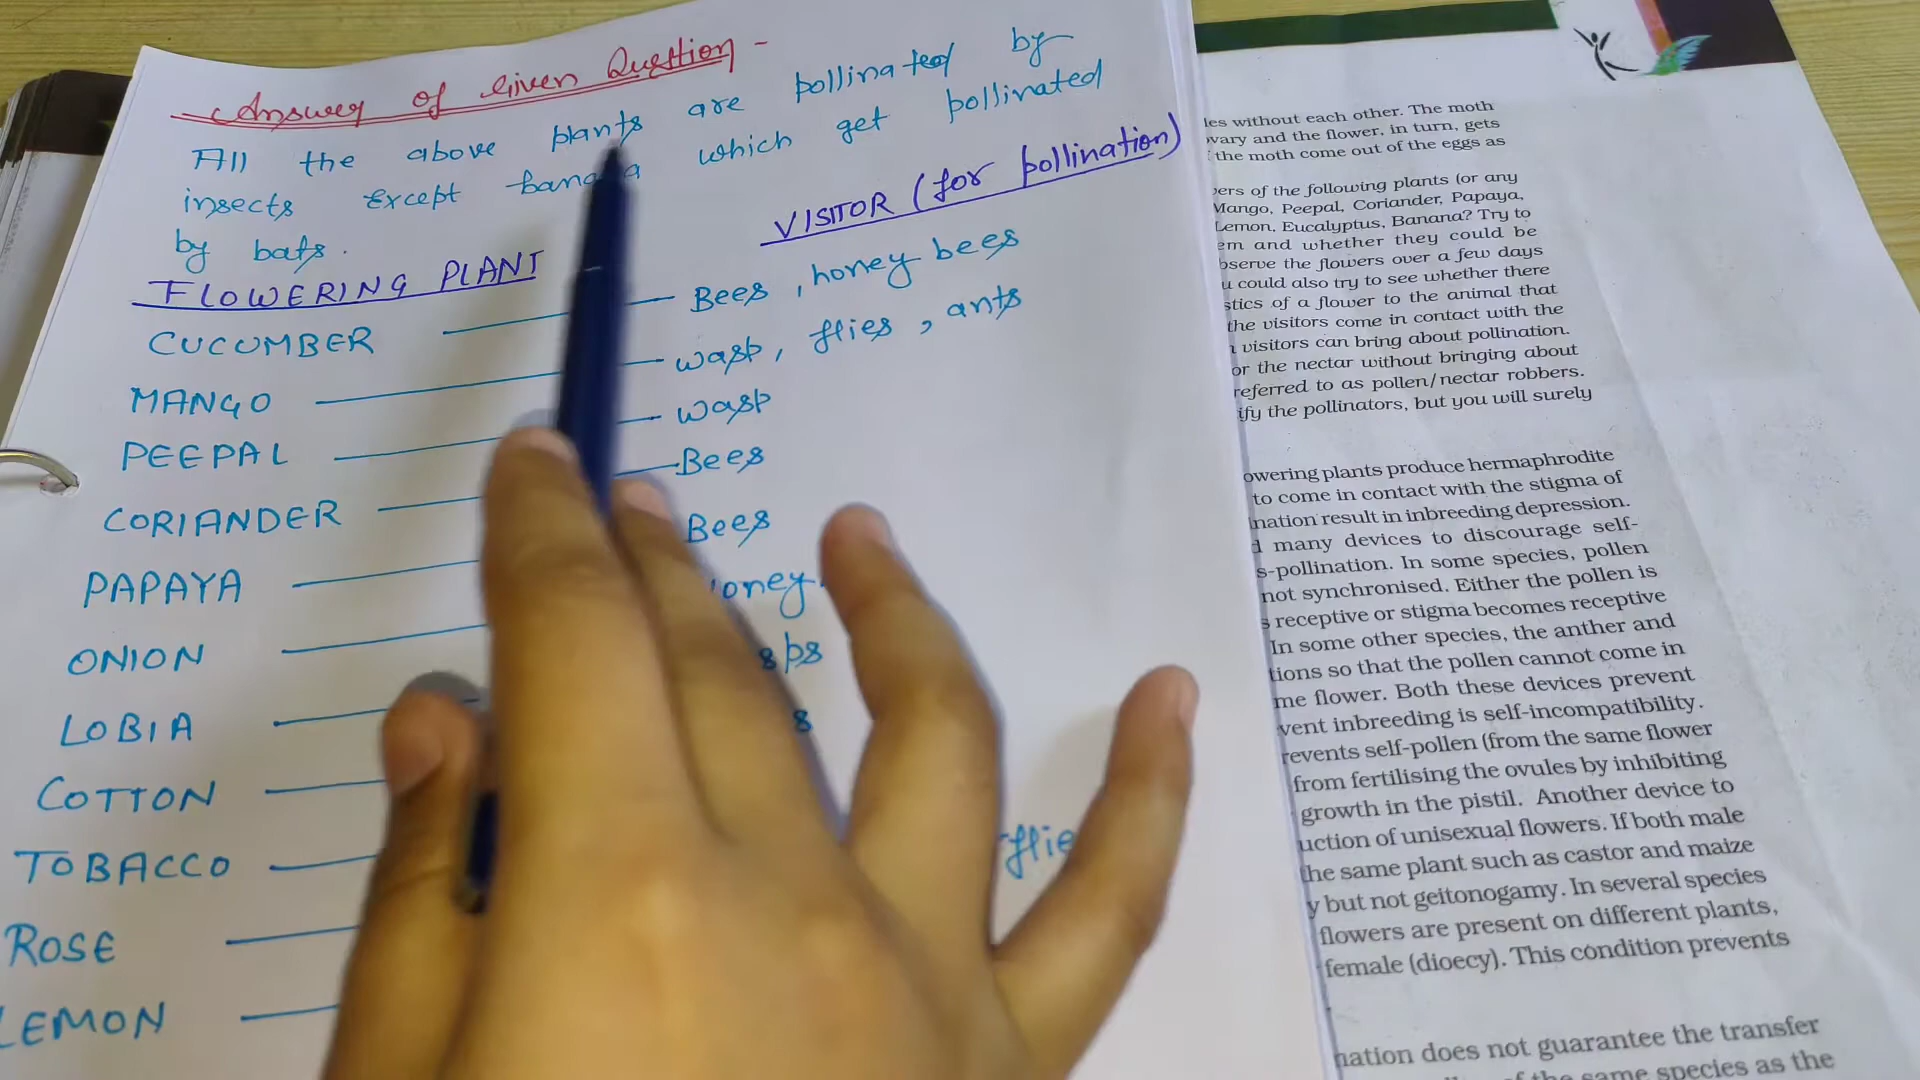 Answer of Given Question -
All the above plants are pollinated by
insects except banana which get pollinated
by bats.
FLOWERING PLANT
VISITOR (for pollination)
CUCUMBER — Bees, honey bees
MANGO — wasp, flies, ants
PEEPAL — wasp
CORIANDER — Bees
PAPAYA — Bees
ONION — oney
LOBIA — sps
COTTON — s
TOBACCO —
ROSE — flie
LEMON —
les without each other. The moth
vary and the flower, in turn, gets
the moth come out of the eggs as
ers of the following plants (or any
Mango, Peepal, Coriander, Papaya,
Lemon, Eucalyptus, Banana? Try to
em and whether they could be
bserve the flowers over a few days
u could also try to see whether there
stics of a flower to the animal that
the visitors come in contact with the
visitors can bring about pollination.
or the nectar without bringing about
referred to as pollen/nectar robbers.
ify the pollinators, but you will surely
owering plants produce hermaphrodite
to come in contact with the stigma of
nation result in inbreeding depression.
d many devices to discourage self-
s-pollination. In some species, pollen
not synchronised. Either the pollen is
s receptive or stigma becomes receptive
In some other species, the anther and
tions so that the pollen cannot come in
me flower. Both these devices prevent
vent inbreeding is self-incompatibility.
revents self-pollen (from the same flower
from fertilising the ovules by inhibiting
growth in the pistil. Another device to
uction of unisexual flowers. If both male
the same plant such as castor and maize
y but not geitonogamy. In several species
flowers are present on different plants,
female (dioecy). This condition prevents
nation does not guarantee the transfer
of the same species as the